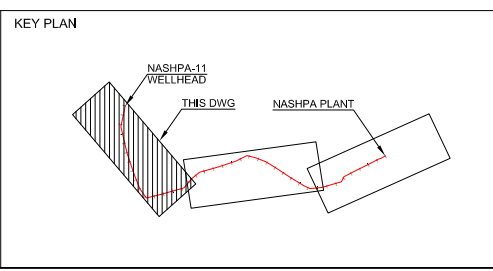 KEY PLAN
NASHPA-11
WELLHEAD
THIS DWG
NASHPA PLANT